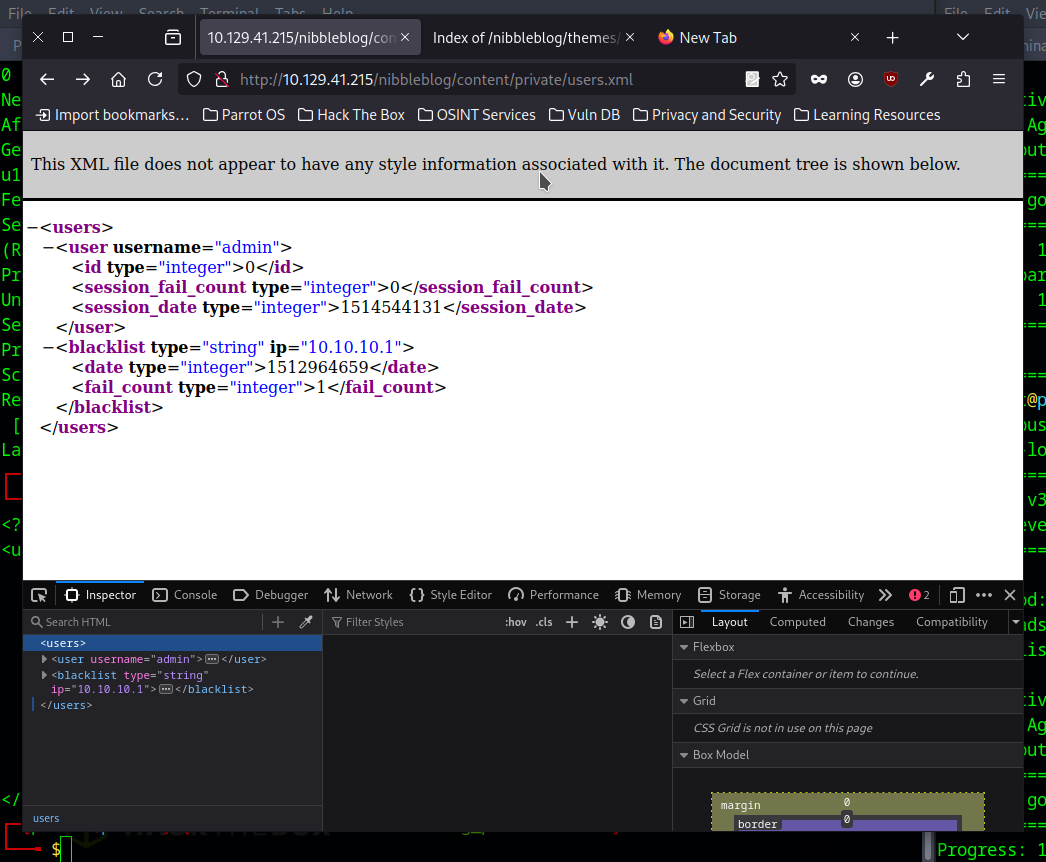 File Edit View Search Terminal Tabs Help
File Edit
10.129.41.215/nibbleblog/con
Index of /nibbleblog/themes/
New Tab
http://10.129.41.215/nibbleblog/content/private/users.xml
Import bookmarks…
Parrot OS
Hack The Box
OSINT Services
Vuln DB
Privacy and Security
Learning Resources
This XML file does not appear to have any style information associated with it. The document tree is shown below.
−<users>
−<user username="admin">
<id type="integer">0</id>
<session_fail_count type="integer">0</session_fail_count>
<session_date type="integer">1514544131</session_date>
</user>
−<blacklist type="string" ip="10.10.10.1">
<date type="integer">1512964659</date>
<fail_count type="integer">1</fail_count>
</blacklist>
</users>
Inspector
Console
Debugger
Network
Style Editor
Performance
Memory
Storage
Accessibility
2
Search HTML
Filter Styles
:hov .cls
Layout
Computed
Changes
Compatibility
<users>
<user username="admin">…</user>
<blacklist type="string"
ip="10.10.10.1">…</blacklist>
</users>
Flexbox
Select a Flex container or item to continue.
Grid
CSS Grid is not in use on this page
Box Model
margin
0
border
0
users
$
Progress: 1